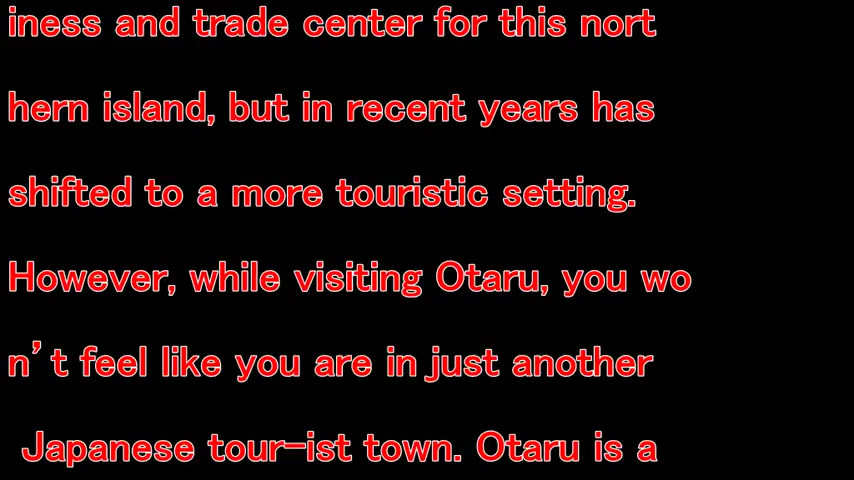 iness and trade center for this nort
hern island, but in recent years has
shifted to a more touristic setting.
However, while visiting Otaru, you wo
n’t feel like you are in just another
Japanese tour-ist town. Otaru is a